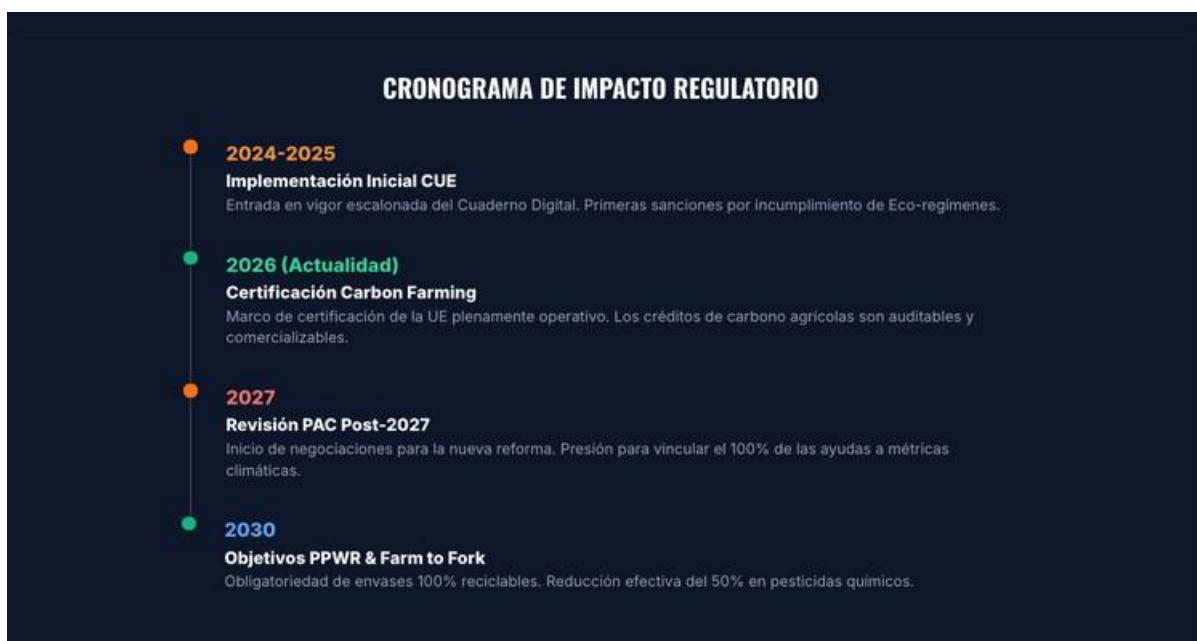 CRONOGRAMA DE IMPACTO REGULATORIO
2024-2025
Implementación Inicial CUE
Entrada en vigor escalonada del Cuaderno Digital. Primeras sanciones por incumplimiento de Eco-regímenes.
2026 (Actualidad)
Certificación Carbon Farming
Marco de certificación de la UE plenamente operativo. Los créditos de carbono agrícolas son auditables y
comercializables.
2027
Revisión PAC Post-2027
Inicio de negociaciones para la nueva reforma. Presión para vincular el 100% de las ayudas a métricas
climáticas.
2030
Objetivos PPWR & Farm to Fork
Obligatoriedad de envases 100% reciclables. Reducción efectiva del 50% en pesticidas químicos.